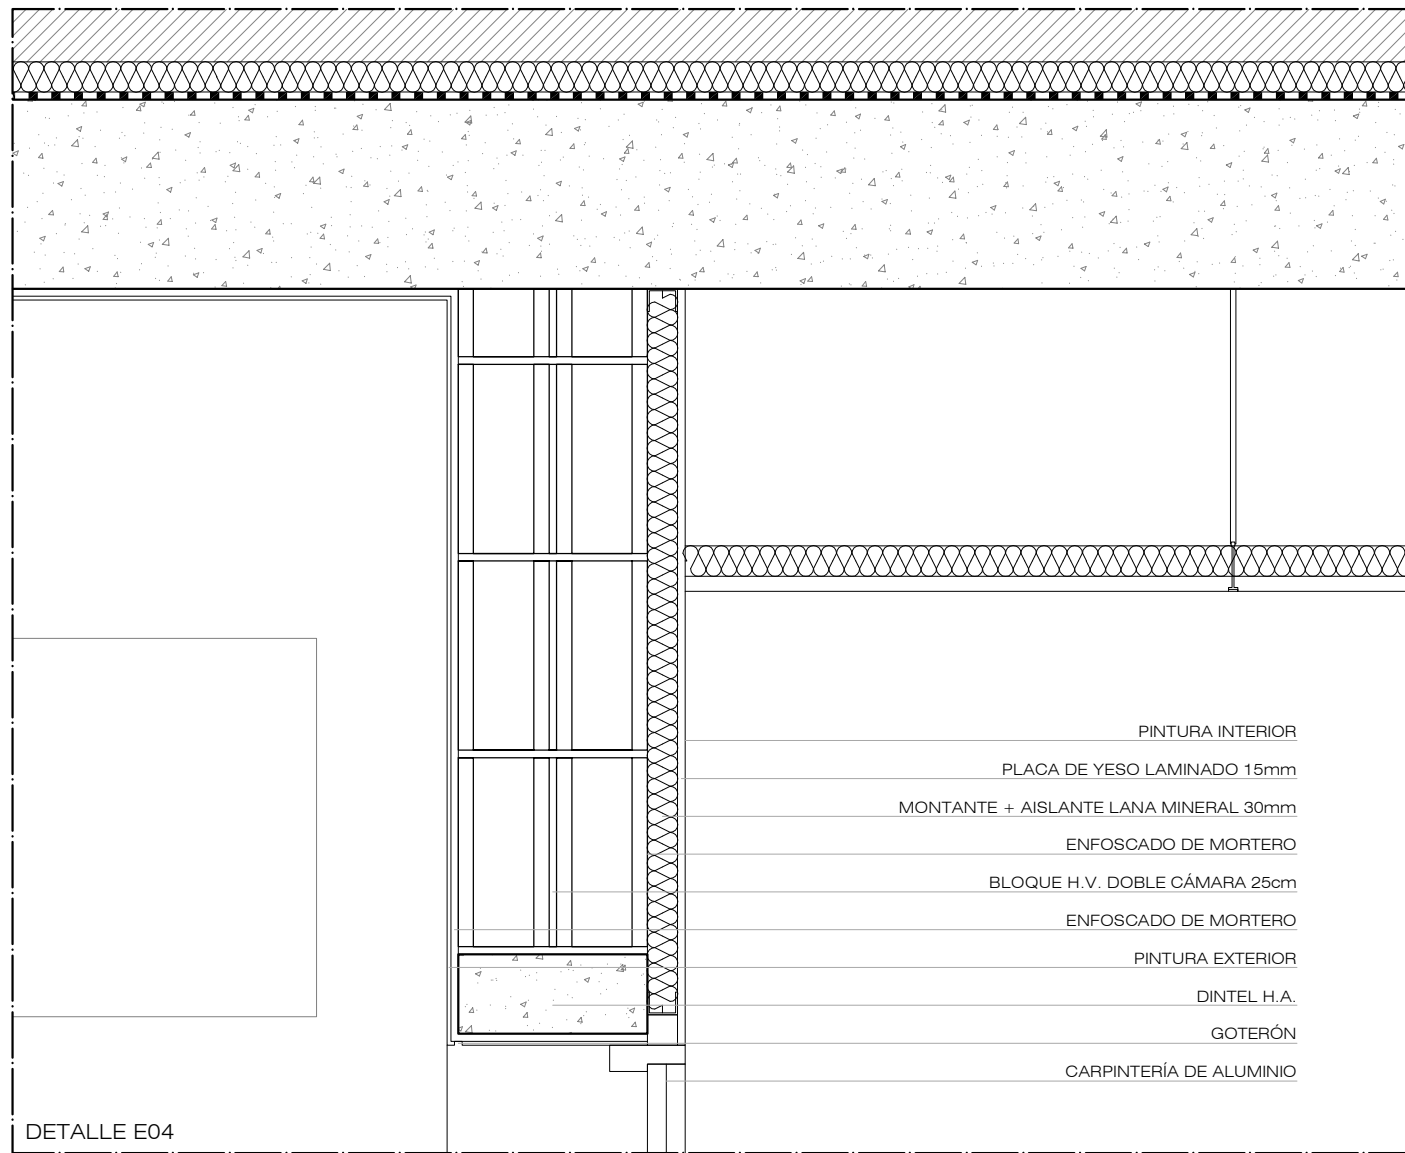 PINTURA INTERIOR
PLACA DE YESO LAMINADO 15mm
MONTANTE + AISLANTE LANA MINERAL 30mm
ENFOSCADO DE MORTERO
BLOQUE H.V. DOBLE CÁMARA 25cm
ENFOSCADO DE MORTERO
PINTURA EXTERIOR
DINTEL H.A.
GOTERÓN
CARPINTERÍA DE ALUMINIO
DETALLE E04